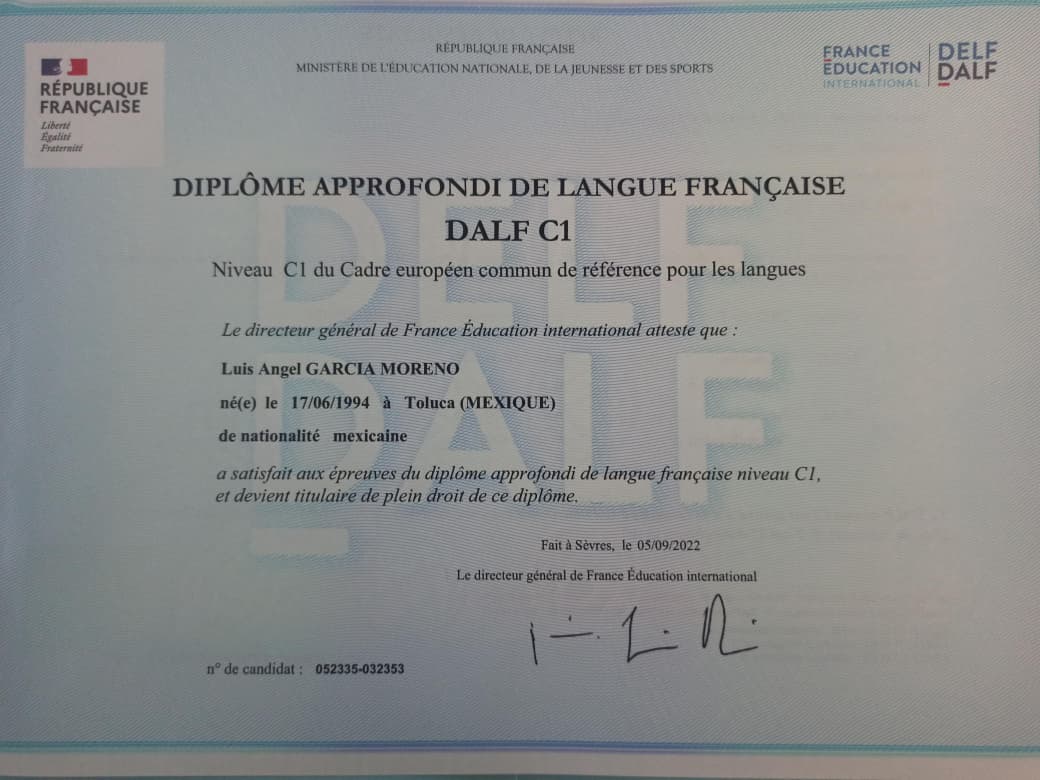 RÉPUBLIQUE FRANÇAISE
MINISTÈRE DE L'ÉDUCATION NATIONALE, DE LA JEUNESSE ET DES SPORTS
RÉPUBLIQUE
FRANÇAISE
Liberté
Égalité
Fraternité
FRANCE
ÉDUCATION
INTERNATIONAL
DELF
DALF
DIPLÔME APPROFONDI DE LANGUE FRANÇAISE
DALF C1
Niveau C1 du Cadre européen commun de référence pour les langues
Le directeur général de France Éducation international atteste que :
Luis Angel GARCIA MORENO
né(e) le 17/06/1994 à Toluca (MEXIQUE)
de nationalité mexicaine
a satisfait aux épreuves du diplôme approfondi de langue française niveau C1,
et devient titulaire de plein droit de ce diplôme.
Fait à Sèvres, le 05/09/2022
Le directeur général de France Éducation international
n° de candidat : 052335-032353
DELF
DALF